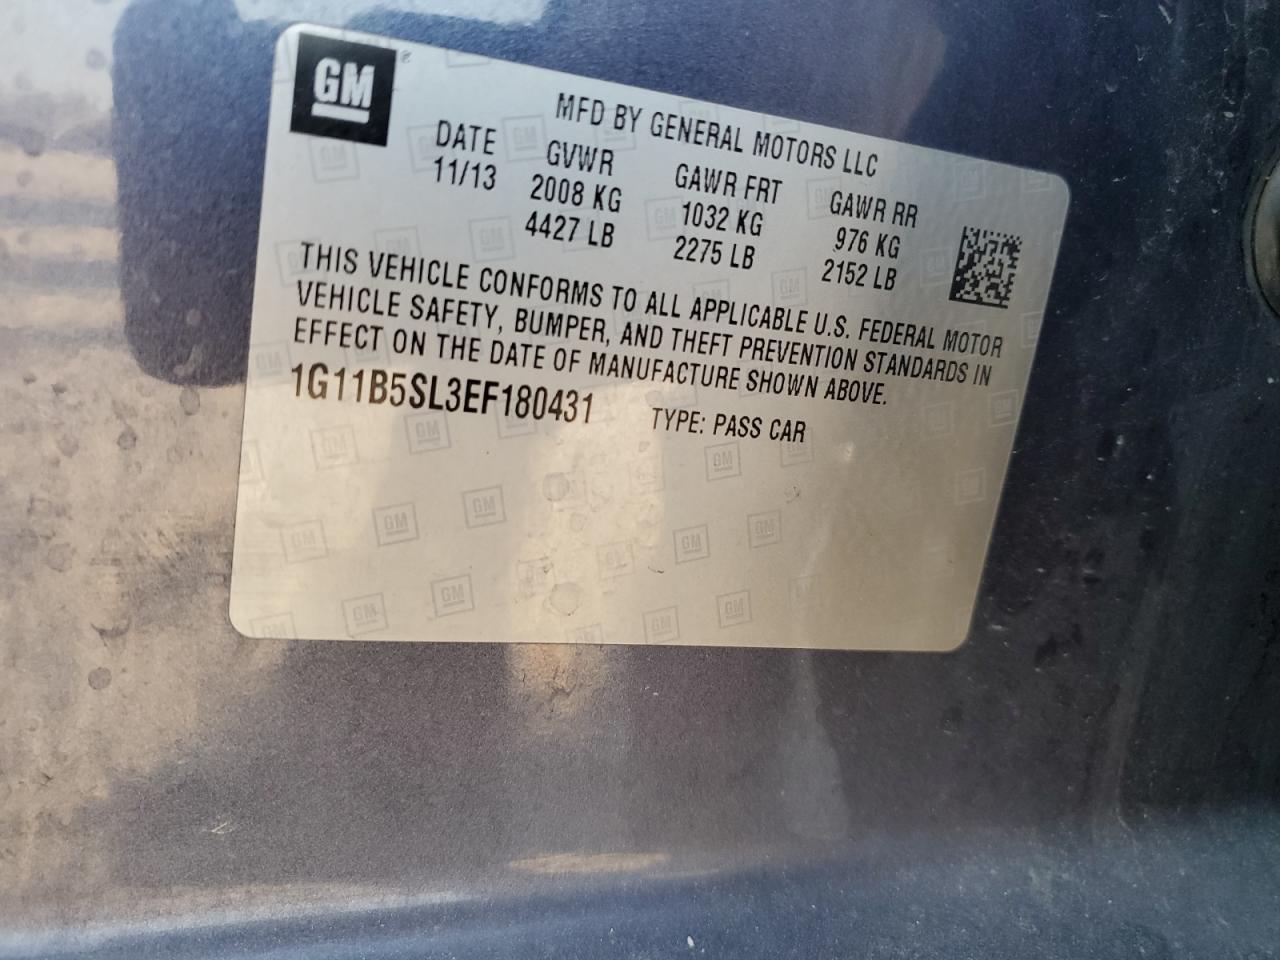 GM ®
MFD BY GENERAL MOTORS LLC
DATE GVWR GAWR FRT GAWR RR
11/13 2008 KG 1032 KG 976 KG
4427 LB 2275 LB 2152 LB
THIS VEHICLE CONFORMS TO ALL APPLICABLE U.S. FEDERAL MOTOR
VEHICLE SAFETY, BUMPER, AND THEFT PREVENTION STANDARDS IN
EFFECT ON THE DATE OF MANUFACTURE SHOWN ABOVE.
1G11B5SL3EF180431 TYPE: PASS CAR